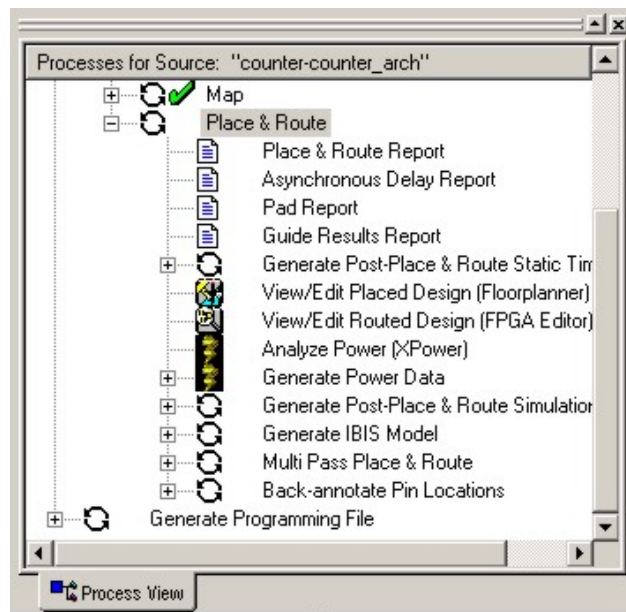 Processes for Source: "counter-counter_arch"
Map
Place & Route
Place & Route Report
Asynchronous Delay Report
Pad Report
Guide Results Report
Generate Post-Place & Route Static Tim
View/Edit Placed Design (Floorplanner)
View/Edit Routed Design (FPGA Editor)
Analyze Power (XPower)
Generate Power Data
Generate Post-Place & Route Simulation
Generate IBIS Model
Multi Pass Place & Route
Back-annotate Pin Locations
Generate Programming File
Process View